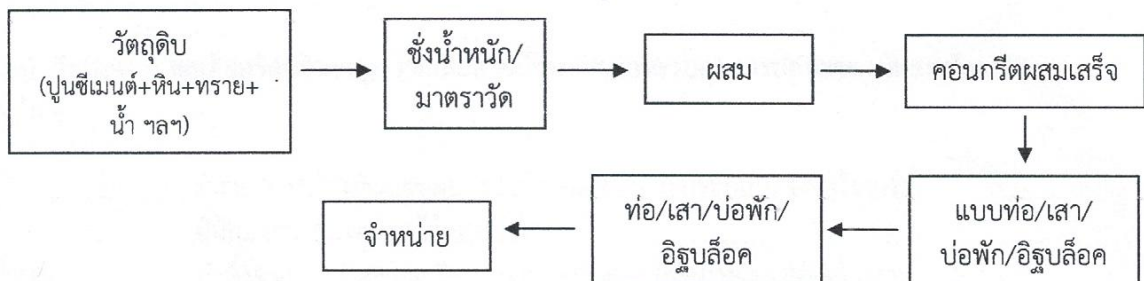 วัตถุดิบ
(ปูนซีเมนต์+หิน+ทราย+
น้ำ ฯลฯ)
ชั่งน้ำหนัก/
มาตราวัด
ผสม
คอนกรีตผสมเสร็จ
แบบท่อ/เสา/
บ่อพัก/อิฐบล็อค
ท่อ/เสา/บ่อพัก/
อิฐบล็อค
จำหน่าย